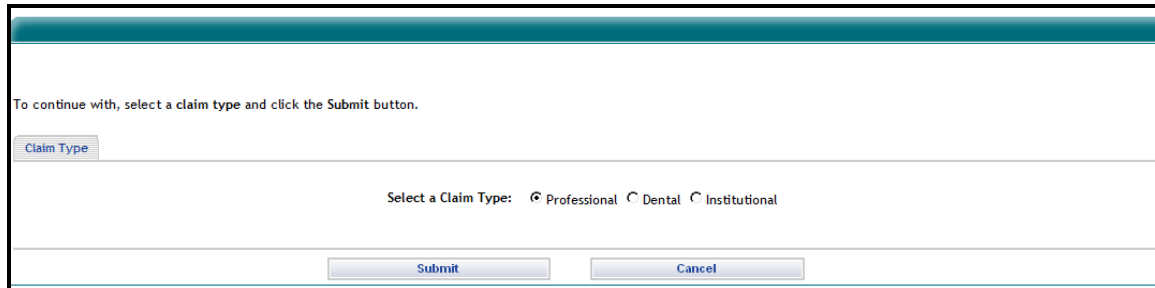 To continue with, select a claim type and click the Submit button.
Claim Type
Select a Claim Type: Professional Dental Institutional
Submit Cancel